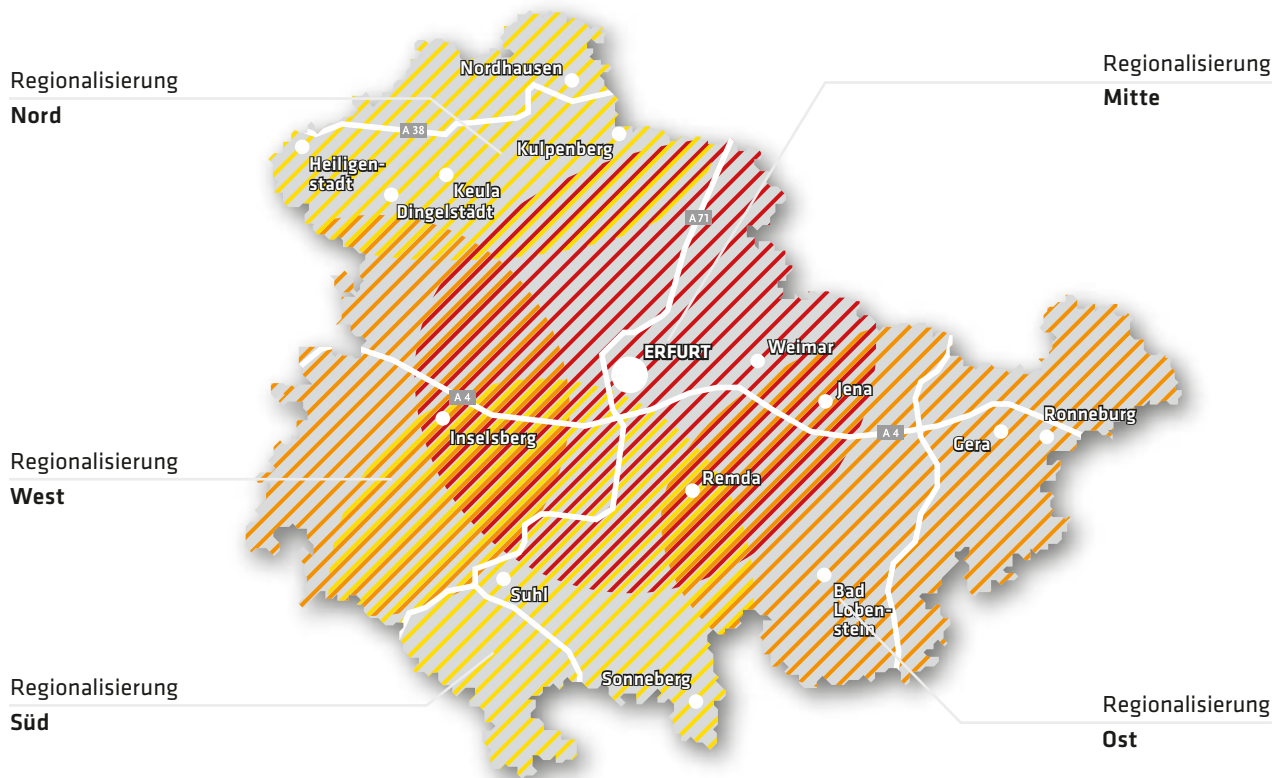 Regionalisierung
Nord
Regionalisierung
Mitte
Nordhausen
A 38
Kulpenberg
Heiligen-
stadt
Keula
Dingelstädt
A 71
ERFURT
Weimar
Jena
A 4
Inselsberg
A 4
Ronneburg
Gera
Regionalisierung
West
Remda
Suhl
Bad
Loben-
stein
Sonneberg
Regionalisierung
Süd
Regionalisierung
Ost